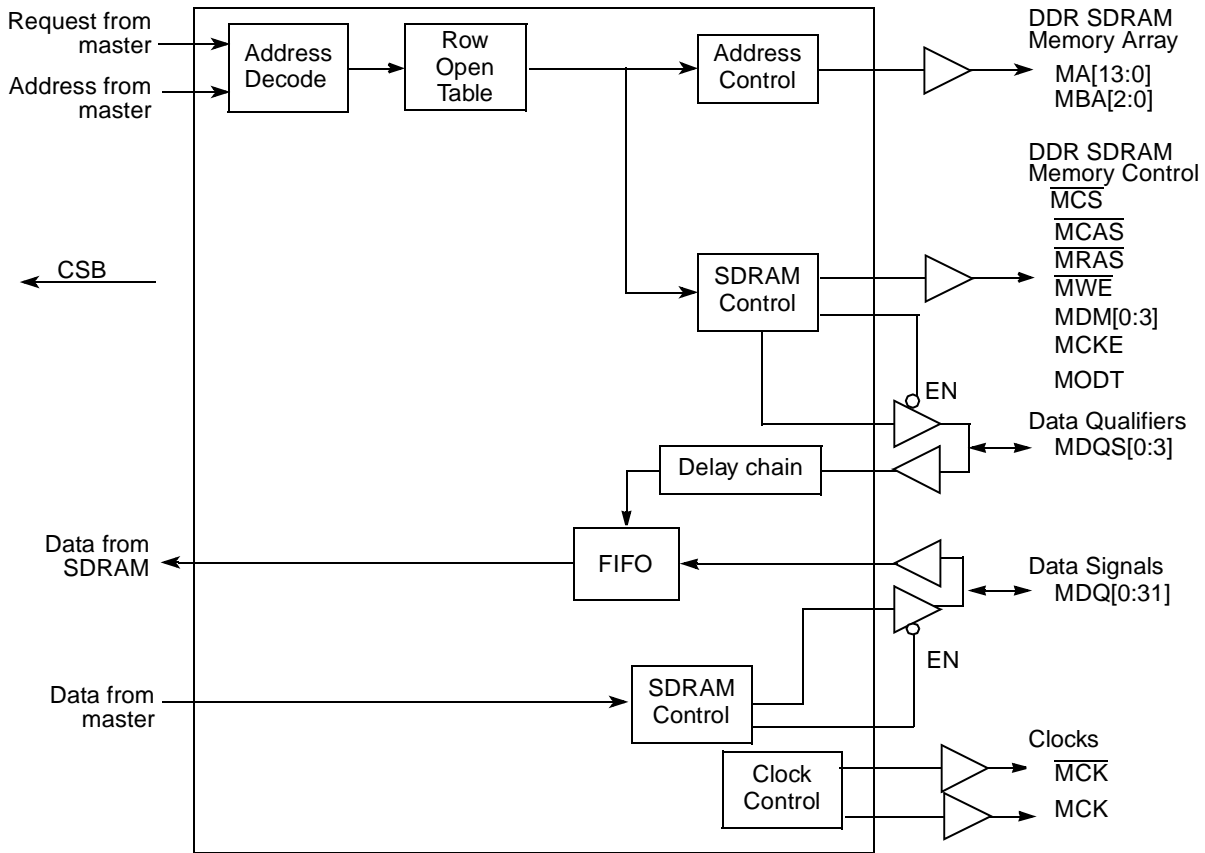 Request from
master
Address from
master
Address
Decode
Row
Open
Table
Address
Control
DDR SDRAM
Memory Array
MA[13:0]
MBA[2:0]
DDR SDRAM
Memory Control
MCS
MCAS
MRAS
MWE
MDM[0:3]
MCKE
MODT
CSB
SDRAM
Control
EN
Data Qualifiers
MDQS[0:3]
Delay chain
Data from
SDRAM
FIFO
Data Signals
MDQ[0:31]
EN
Data from
master
SDRAM
Control
Clock
Control
Clocks
MCK
MCK